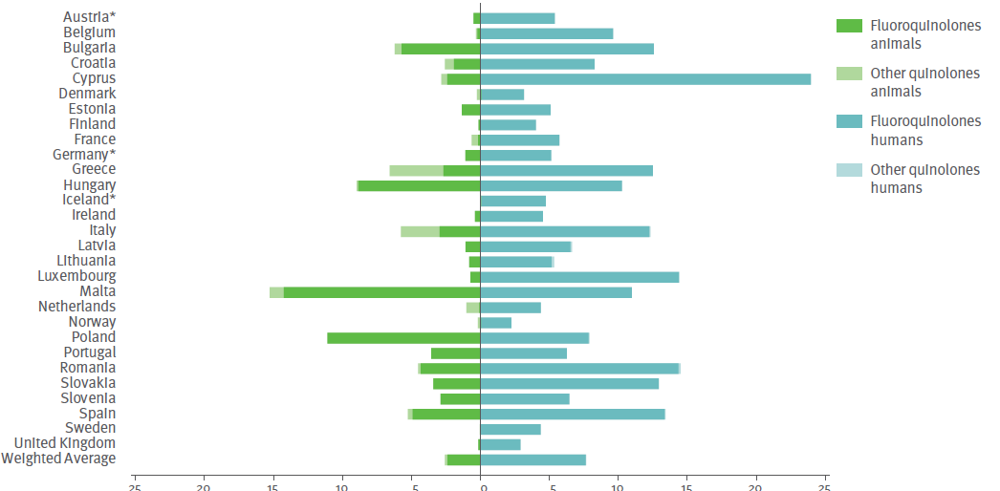 Austria*
Belgium
Bulgaria
Croatia
Cyprus
Denmark
Estonia
Finland
France
Germany*
Greece
Hungary
Iceland*
Ireland
Italy
Latvia
Lithuania
Luxembourg
Malta
Netherlands
Norway
Poland
Portugal
Romania
Slovakia
Slovenia
Spain
Sweden
United Kingdom
Weighted Average
25 20 15 10 5 0 5 10 15 20 25
Fluoroquinolones
animals
Other quinolones
animals
Fluoroquinolones
humans
Other quinolones
humans